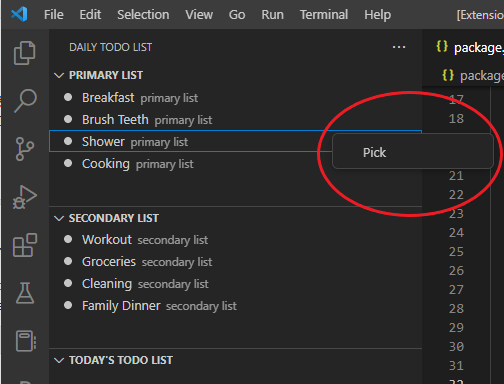 File Edit Selection View Go Run Terminal Help [Extension
DAILY TODO LIST ...
PRIMARY LIST
Breakfast primary list
Brush Teeth primary list
Shower primary list
Cooking primary list
Pick
SECONDARY LIST
Workout secondary list
Groceries secondary list
Cleaning secondary list
Family Dinner secondary list
TODAY'S TODO LIST
{} package.
{} package
17
18
21
22
23
24
25
26
27
28
29
30
31
32